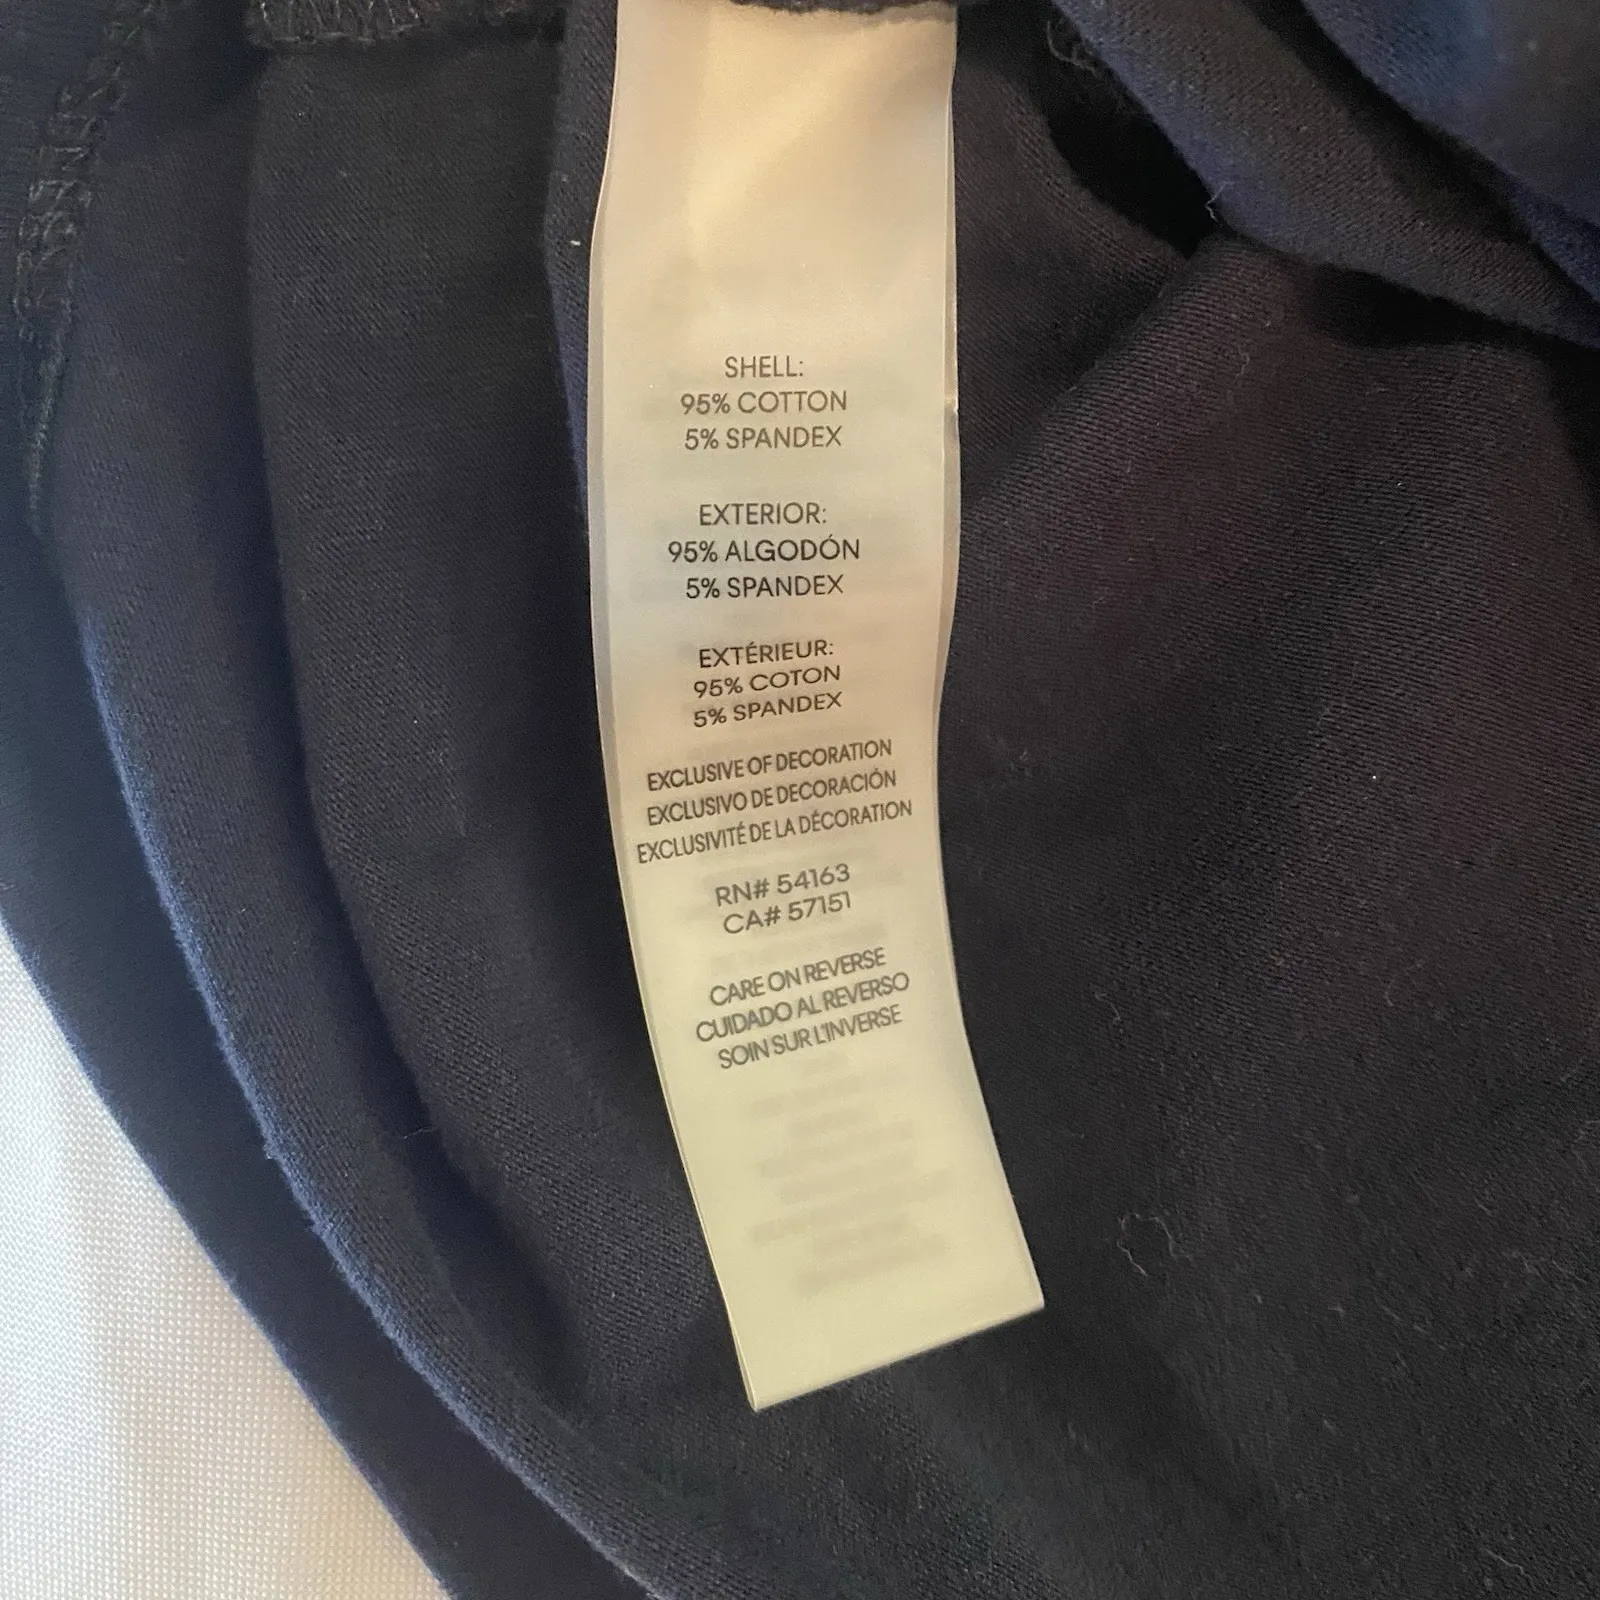 SHELL:
95% COTTON
5% SPANDEX
EXTERIOR:
95% ALGODÓN
5% SPANDEX
EXTÉRIEUR:
95% COTON
5% SPANDEX
EXCLUSIVE OF DECORATION
EXCLUSIVO DE DECORACIÓN
EXCLUSIVITÉ DE LA DÉCORATION
RN# 54163
CA# 57151
CARE ON REVERSE
CUIDADO AL REVERSO
SOIN SUR L'INVERSE